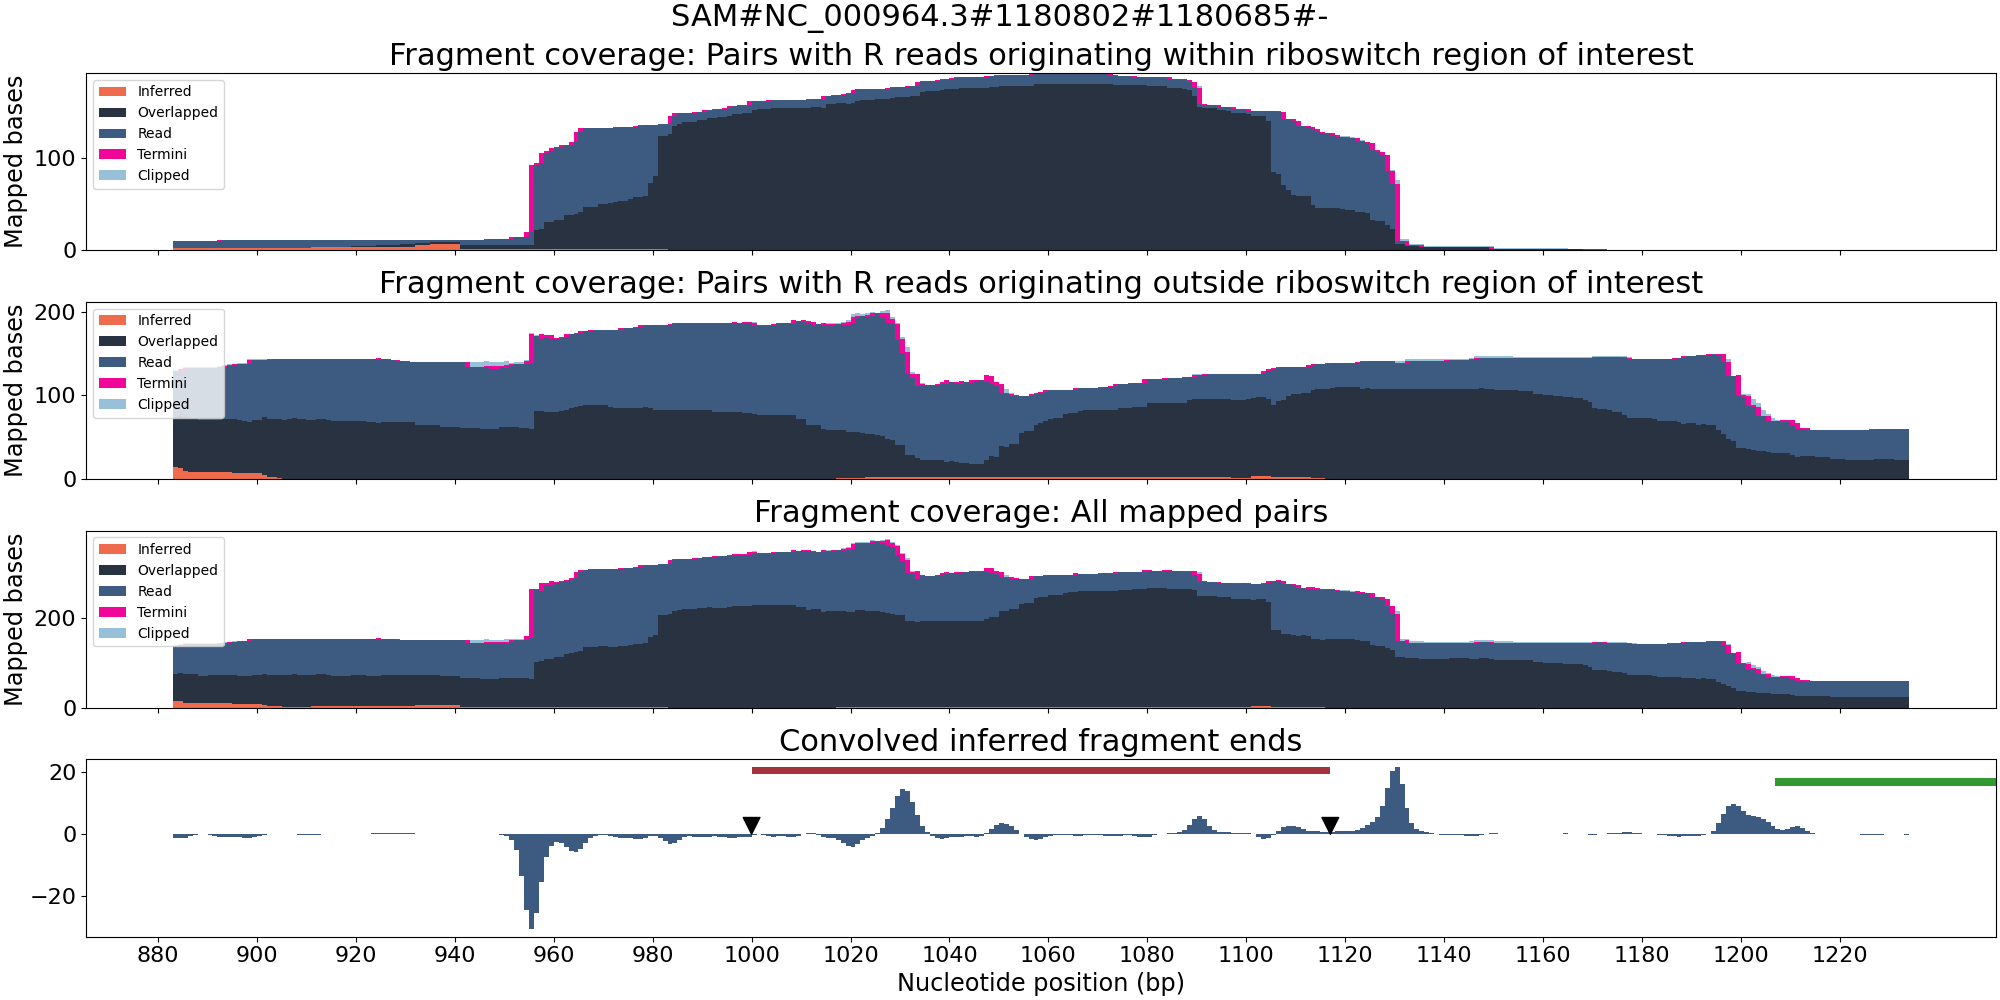 SAM#NC_000964.3#1180802#1180685#-
Fragment coverage: Pairs with R reads originating within riboswitch region of interest
Mapped bases
100
0
Inferred
Overlapped
Read
Termini
Clipped
Fragment coverage: Pairs with R reads originating outside riboswitch region of interest
Mapped bases
200
100
0
Inferred
Overlapped
Read
Termini
Clipped
Fragment coverage: All mapped pairs
Mapped bases
200
0
Inferred
Overlapped
Read
Termini
Clipped
Convolved inferred fragment ends
20
0
−20
880 900 920 940 960 980 1000 1020 1040 1060 1080 1100 1120 1140 1160 1180 1200 1220
Nucleotide position (bp)